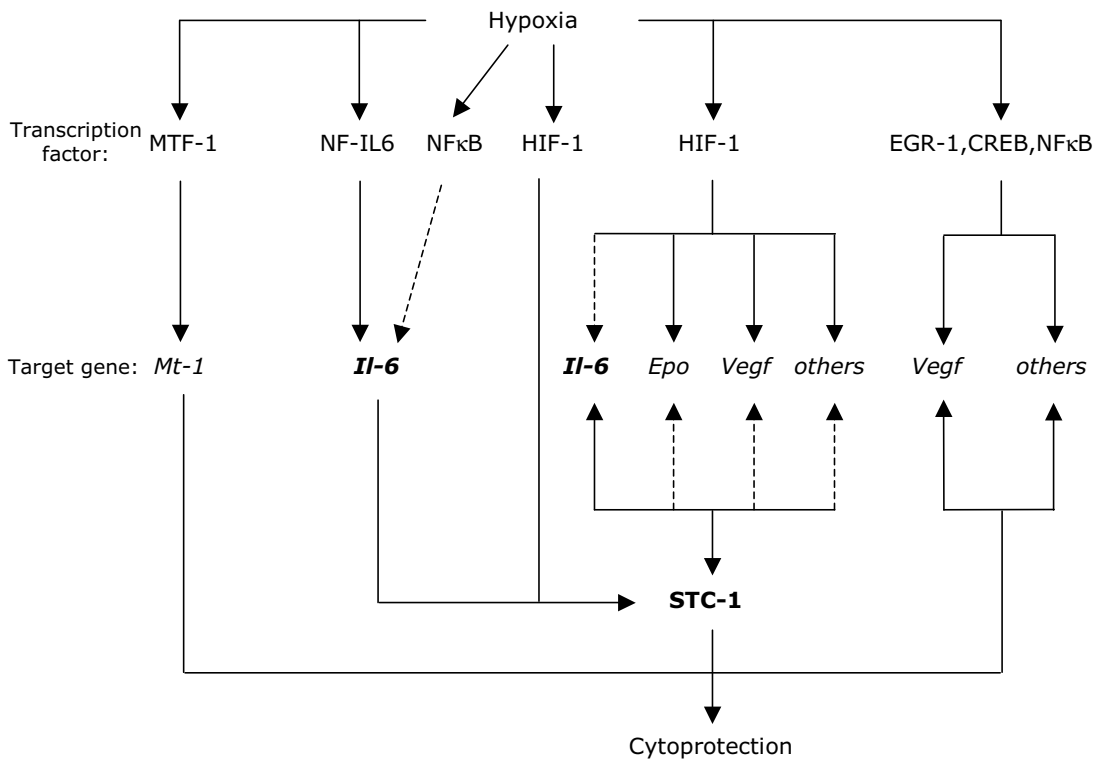 Hypoxia
Transcription
factor:
MTF-1 NF-IL6 NFκB HIF-1 HIF-1 EGR-1,CREB,NFκB
Target gene: Mt-1 Il-6 Il-6 Epo Vegf others Vegf others
STC-1
Cytoprotection